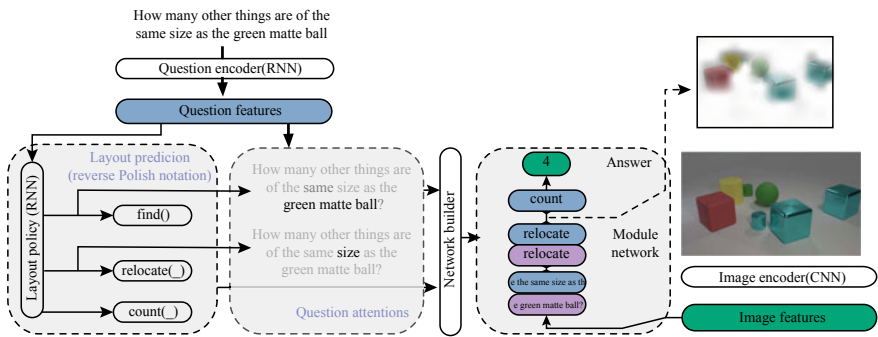 How many other things are of the
same size as the green matte ball
Question encoder(RNN)
Question features
Layout predicion
(reverse Polish notation)
Layout policy (RNN)
find()
relocate(_)
count(_)
How many other things are
of the same size as the
green matte ball?
How many other things are
of the same size as the
green matte ball?
Question attentions
Network builder
4
Answer
count
relocate
relocate
Module
network
e the same size as th
e green matte ball?
Image encoder(CNN)
Image features